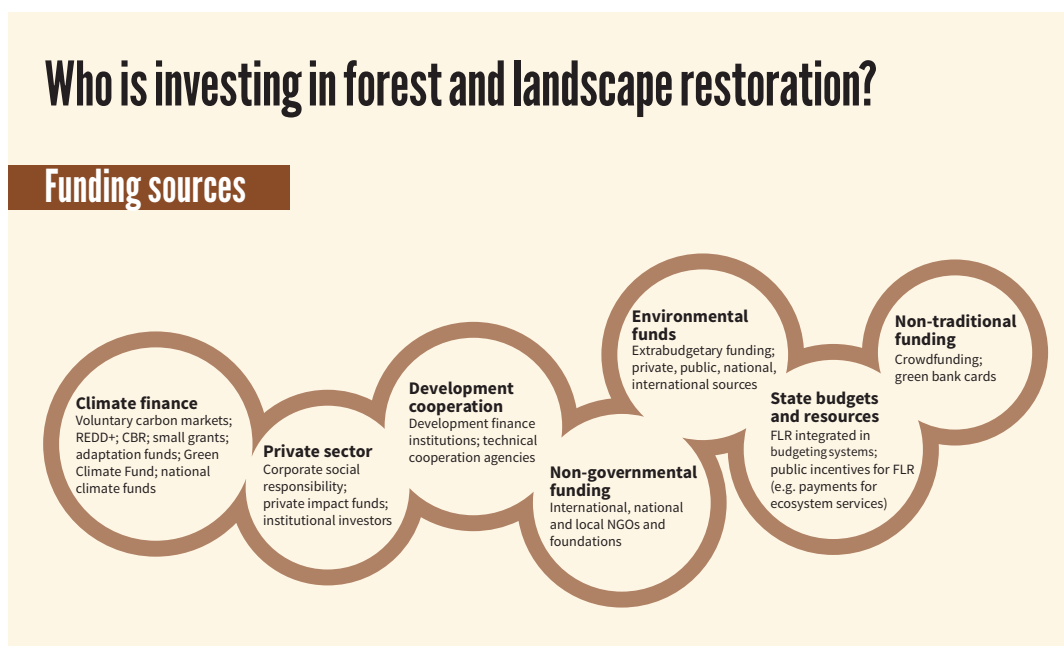 Who is investing in forest and landscape restoration?
Funding sources
Climate finance
Voluntary carbon markets;
REDD+; CBR; small grants;
adaptation funds; Green
Climate Fund; national
climate funds
Private sector
Corporate social
responsibility;
private impact funds;
institutional investors
Development
cooperation
Development finance
institutions; technical
cooperation agencies
Non-governmental
funding
International, national
and local NGOs and
foundations
Environmental
funds
Extrabudgetary funding;
private, public, national,
international sources
State budgets
and resources
FLR integrated in
budgeting systems;
public incentives for FLR
(e.g. payments for
ecosystem services)
Non-traditional
funding
Crowdfunding;
green bank cards